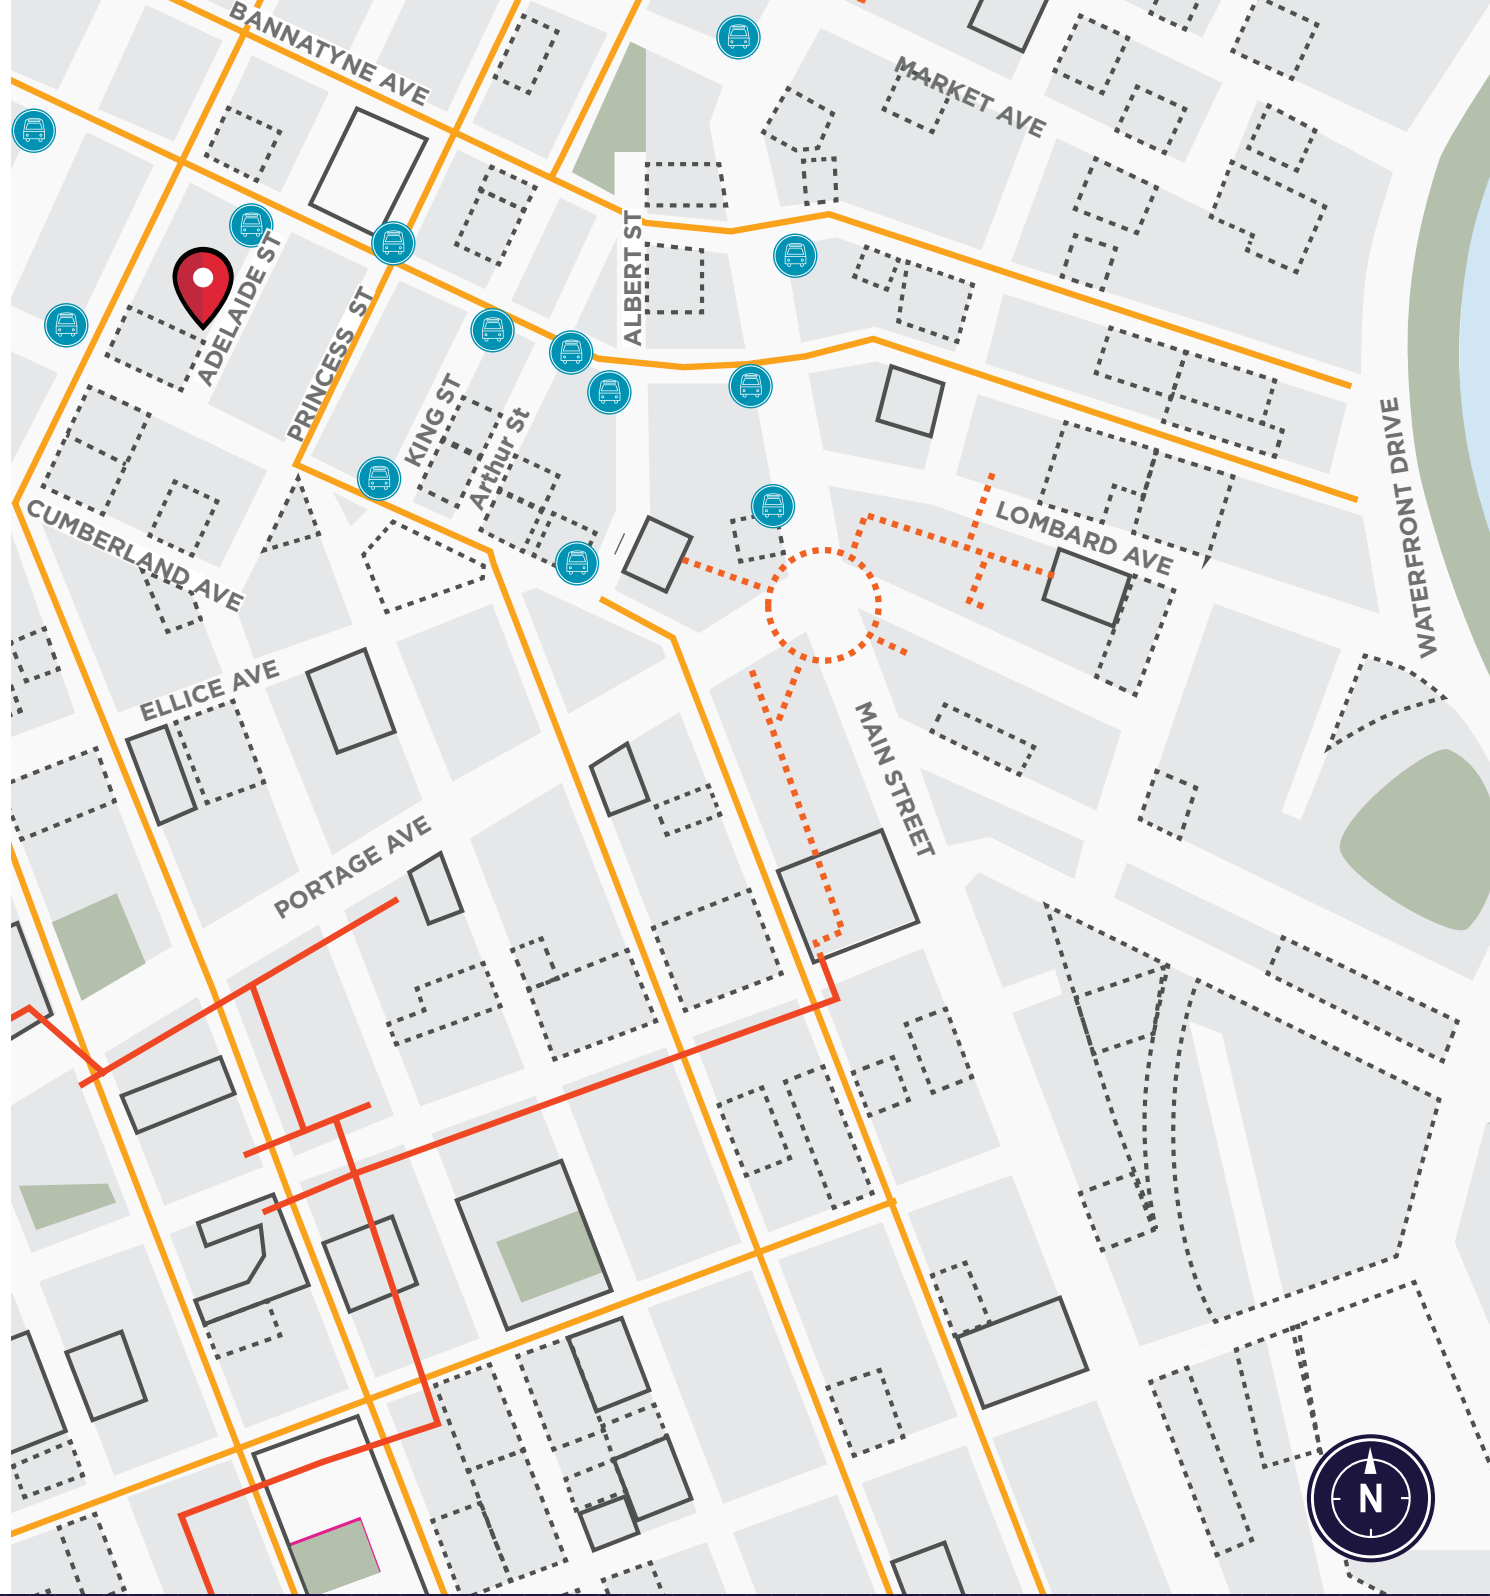 BANNATYNE AVE
MARKET AVE
ADELAIDE ST
ALBERT ST
PRINCESS ST
KING ST
Arthur St
WATERFRONT DRIVE
CUMBERLAND AVE
LOMBARD AVE
ELLICE AVE
MAIN STREET
PORTAGE AVE
N